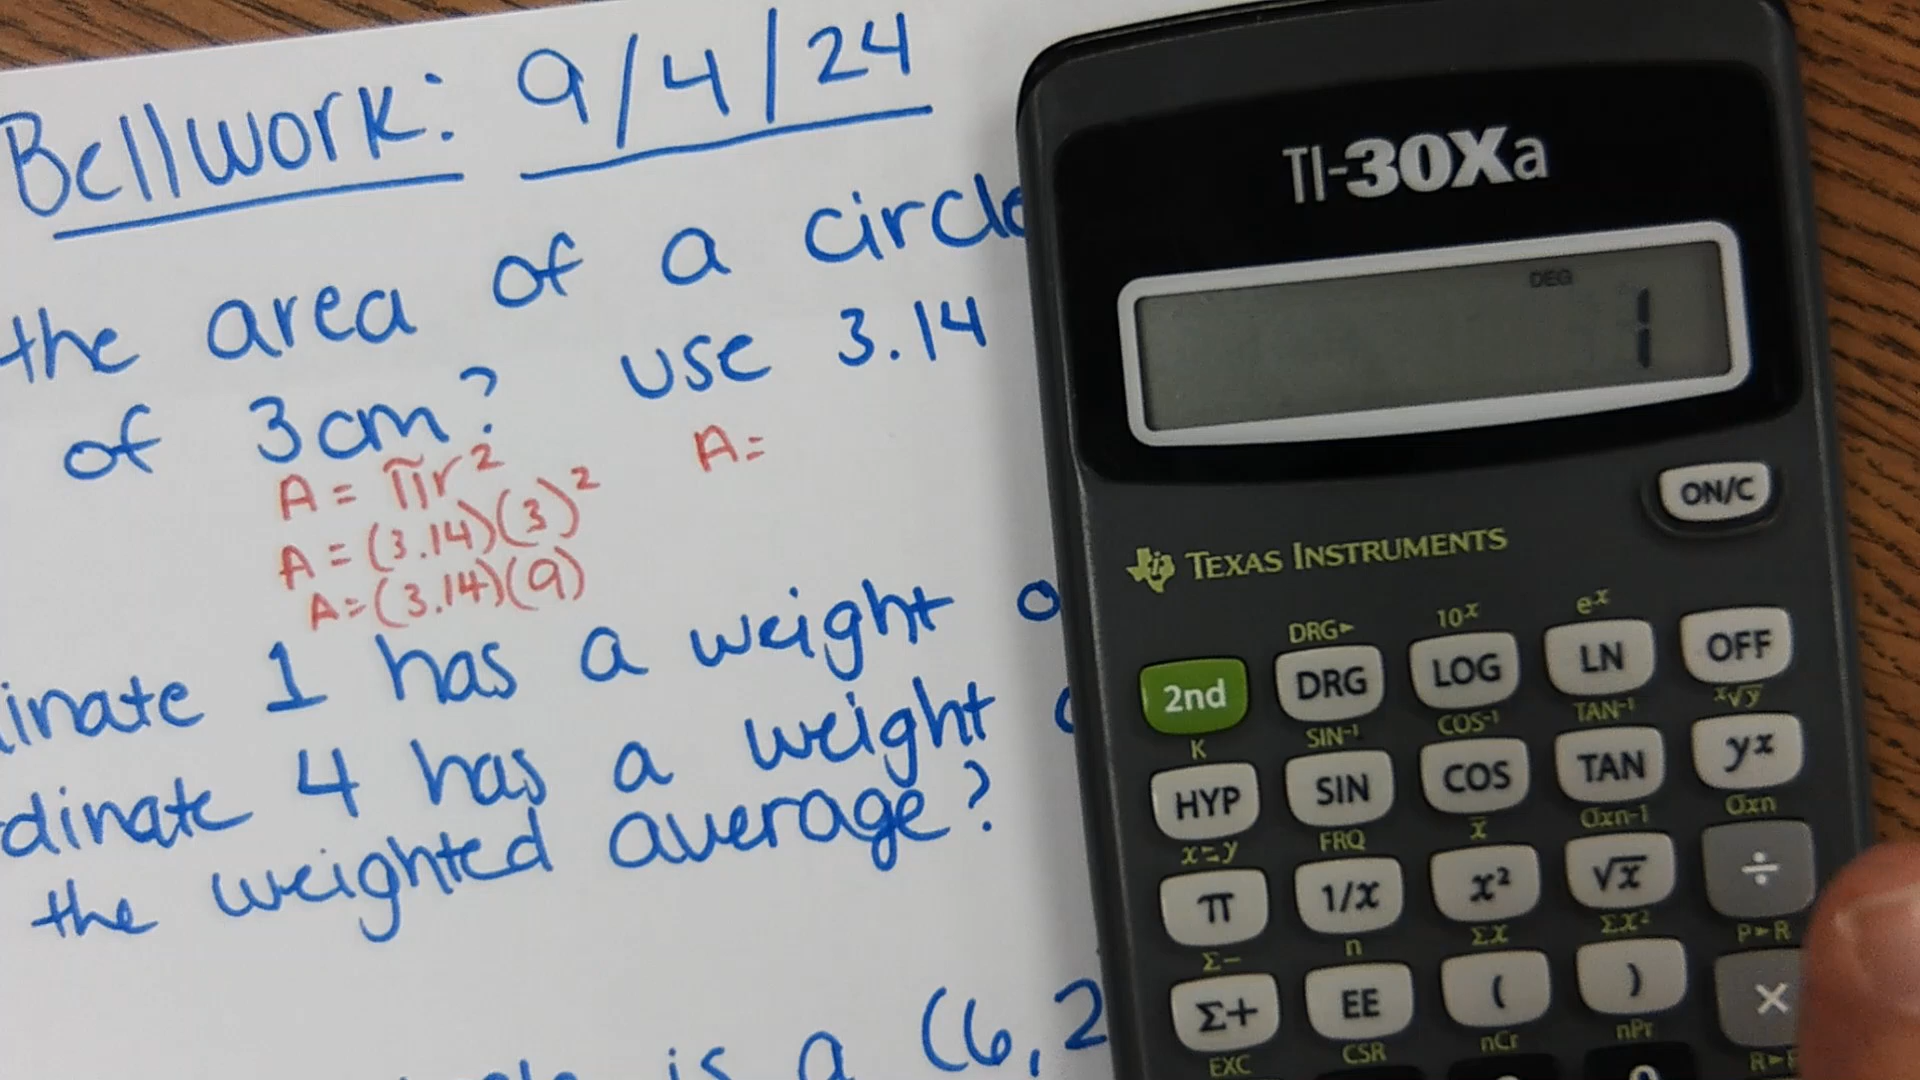 Bellwork: 9/4/24
the area of a circle
of 3cm? use 3.14
A = πr²
A = (3.14)(3)²
A = (3.14)(9)
A =
inate 1 has a weight
dinate 4 has a weight
the weighted average?
is a (6,2
TI-30Xa
DEG
1
ON/C
TEXAS INSTRUMENTS
DRG► 10ˣ eˣ
2nd DRG LOG LN OFF
K SIN⁻¹ COS⁻¹ TAN⁻¹ ˣ√y
HYP SIN COS TAN yˣ
x⇆y FRQ x̄ σxn-1 σxn
π 1/x x² √x ÷
Σ− n Σx Σx² P►R
Σ+ EE ( ) ×
EXC CSR nCr nPr R►P